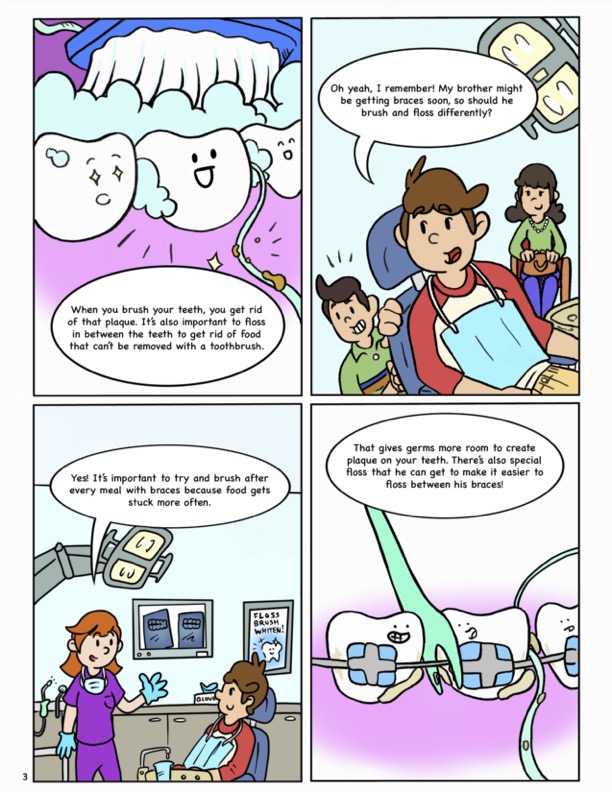 When you brush your teeth, you get rid
of that plaque. It's also important to floss
in between the teeth to get rid of food
that can't be removed with a toothbrush.
Oh yeah, I remember! My brother might
be getting braces soon, so should he
brush and floss differently?
Yes! It's important to try and brush after
every meal with braces because food gets
stuck more often.
FLOSS
BRUSH
WHITEN!
GLOVES
That gives germs more room to create
plaque on your teeth. There's also special
floss that he can get to make it easier to
floss between his braces!
3